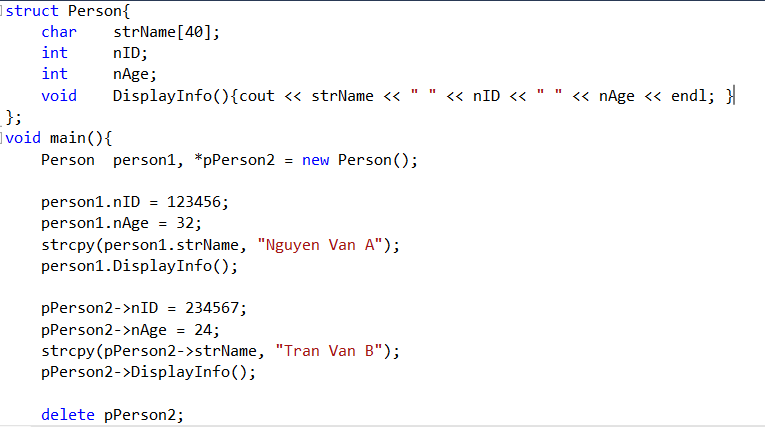 struct Person{
    char    strName[40];
    int     nID;
    int     nAge;
    void    DisplayInfo(){cout << strName << " " << nID << " " << nAge << endl; }
};
void main(){
    Person  person1, *pPerson2 = new Person();
    person1.nID = 123456;
    person1.nAge = 32;
    strcpy(person1.strName, "Nguyen Van A");
    person1.DisplayInfo();
    pPerson2->nID = 234567;
    pPerson2->nAge = 24;
    strcpy(pPerson2->strName, "Tran Van B");
    pPerson2->DisplayInfo();
    delete pPerson2;